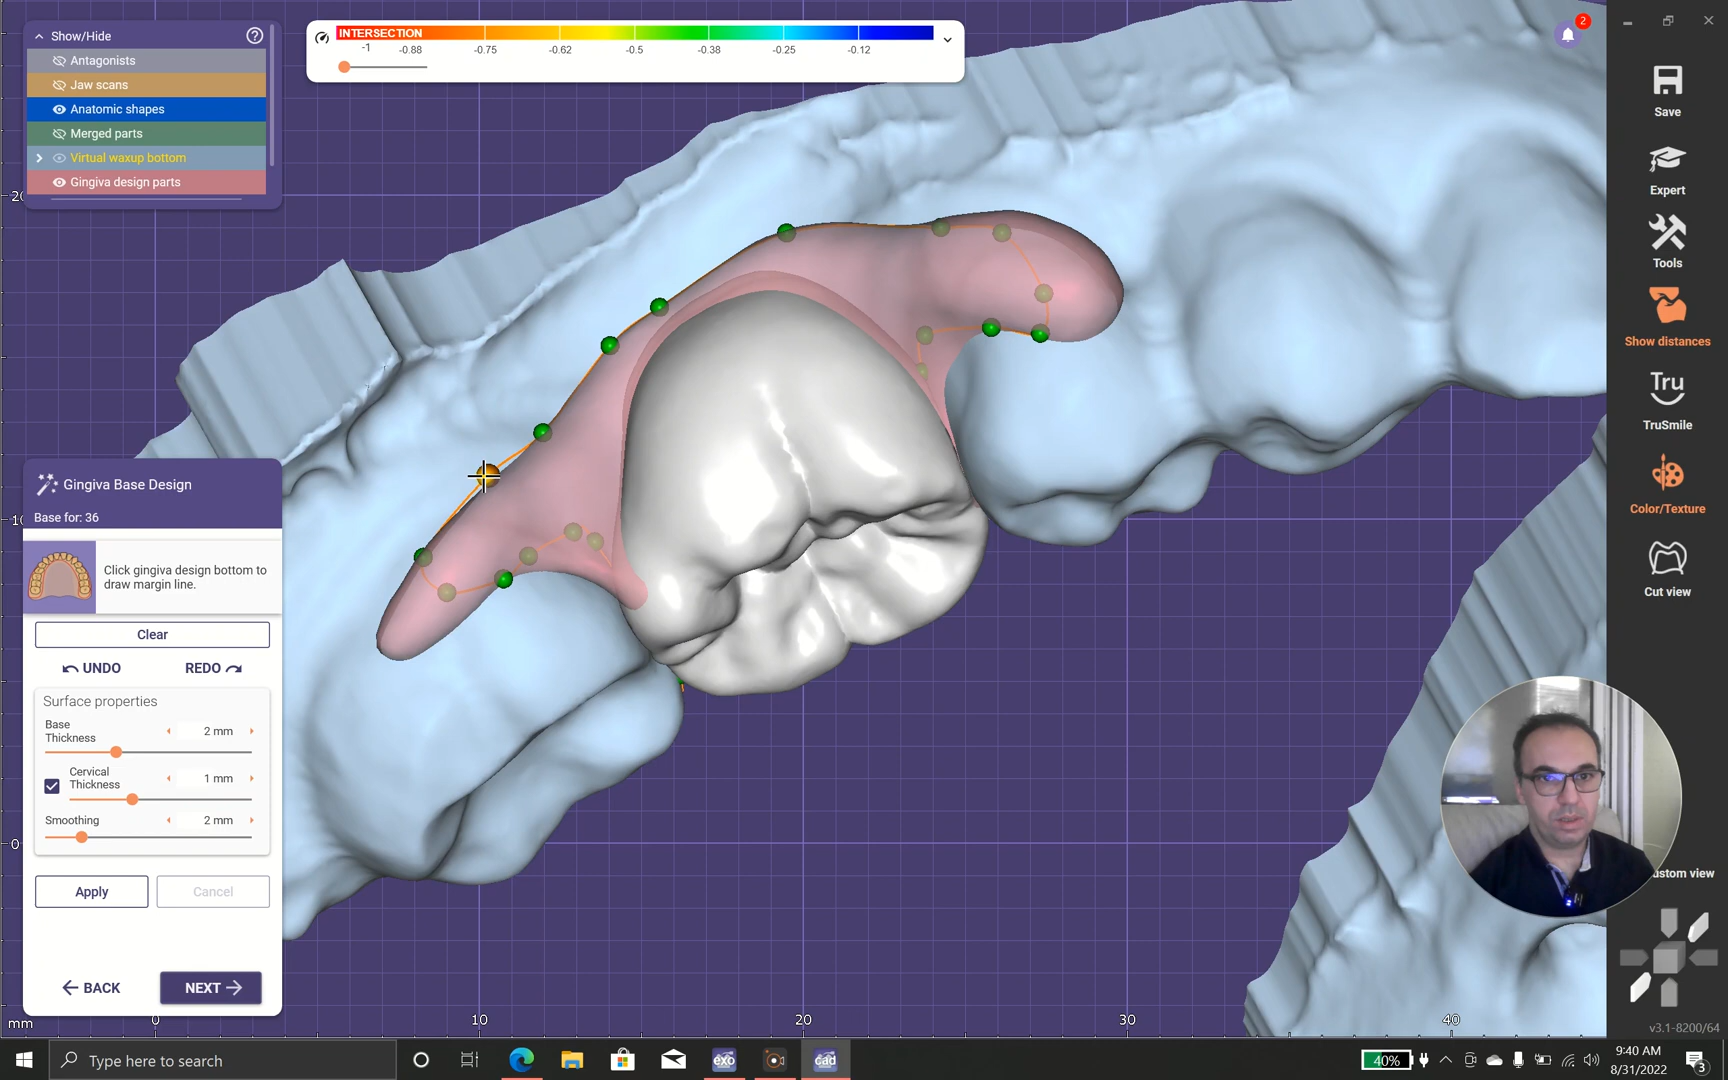 Show/Hide
Antagonists
Jaw scans
Anatomic shapes
Merged parts
Virtual waxup bottom
Gingiva design parts
INTERSECTION
-1 -0.88 -0.75 -0.62 -0.5 -0.38 -0.25 -0.12
2
Save
Expert
Tools
Show distances
Tru
TruSmile
Color/Texture
Cut view
ustom view
v3.1-8200/64
Gingiva Base Design
Base for: 36
Click gingiva design bottom to
draw margin line.
Clear
UNDO REDO
Surface properties
Base
Thickness
2 mm
Cervical
Thickness
1 mm
Smoothing 2 mm
Apply Cancel
BACK NEXT
20
10
0
mm 0 10 20 30 40
Type here to search
exo
cad
40%
9:40 AM
8/31/2022
3